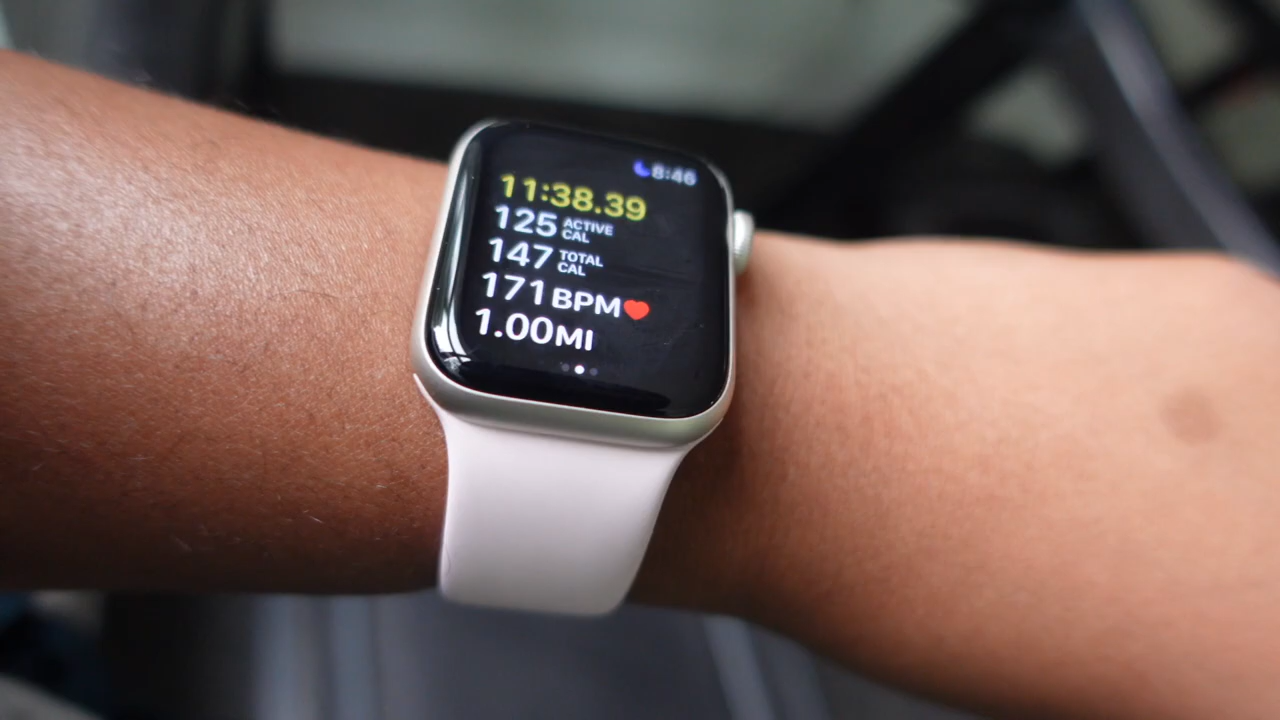 8:46
11:38.39
125 ACTIVE CAL
147 TOTAL CAL
171 BPM
1.00MI